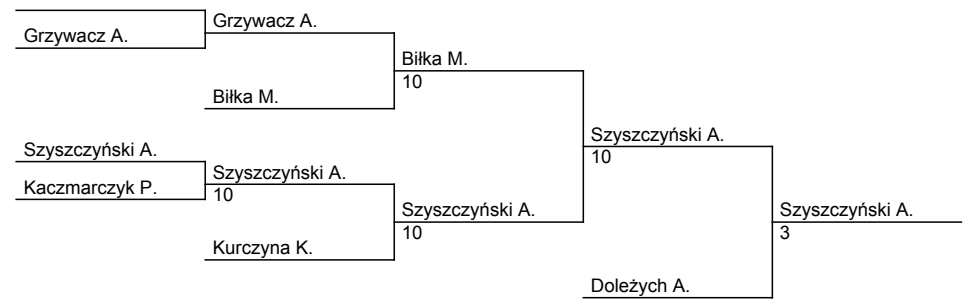 Grzywacz A.
Grzywacz A.
Biłka M.
10
Biłka M.
Szyszczyński A.
10
Szyszczyński A.
Kaczmarczyk P.
Szyszczyński A.
10
Szyszczyński A.
10
Szyszczyński A.
3
Kurczyna K.
Doleżych A.